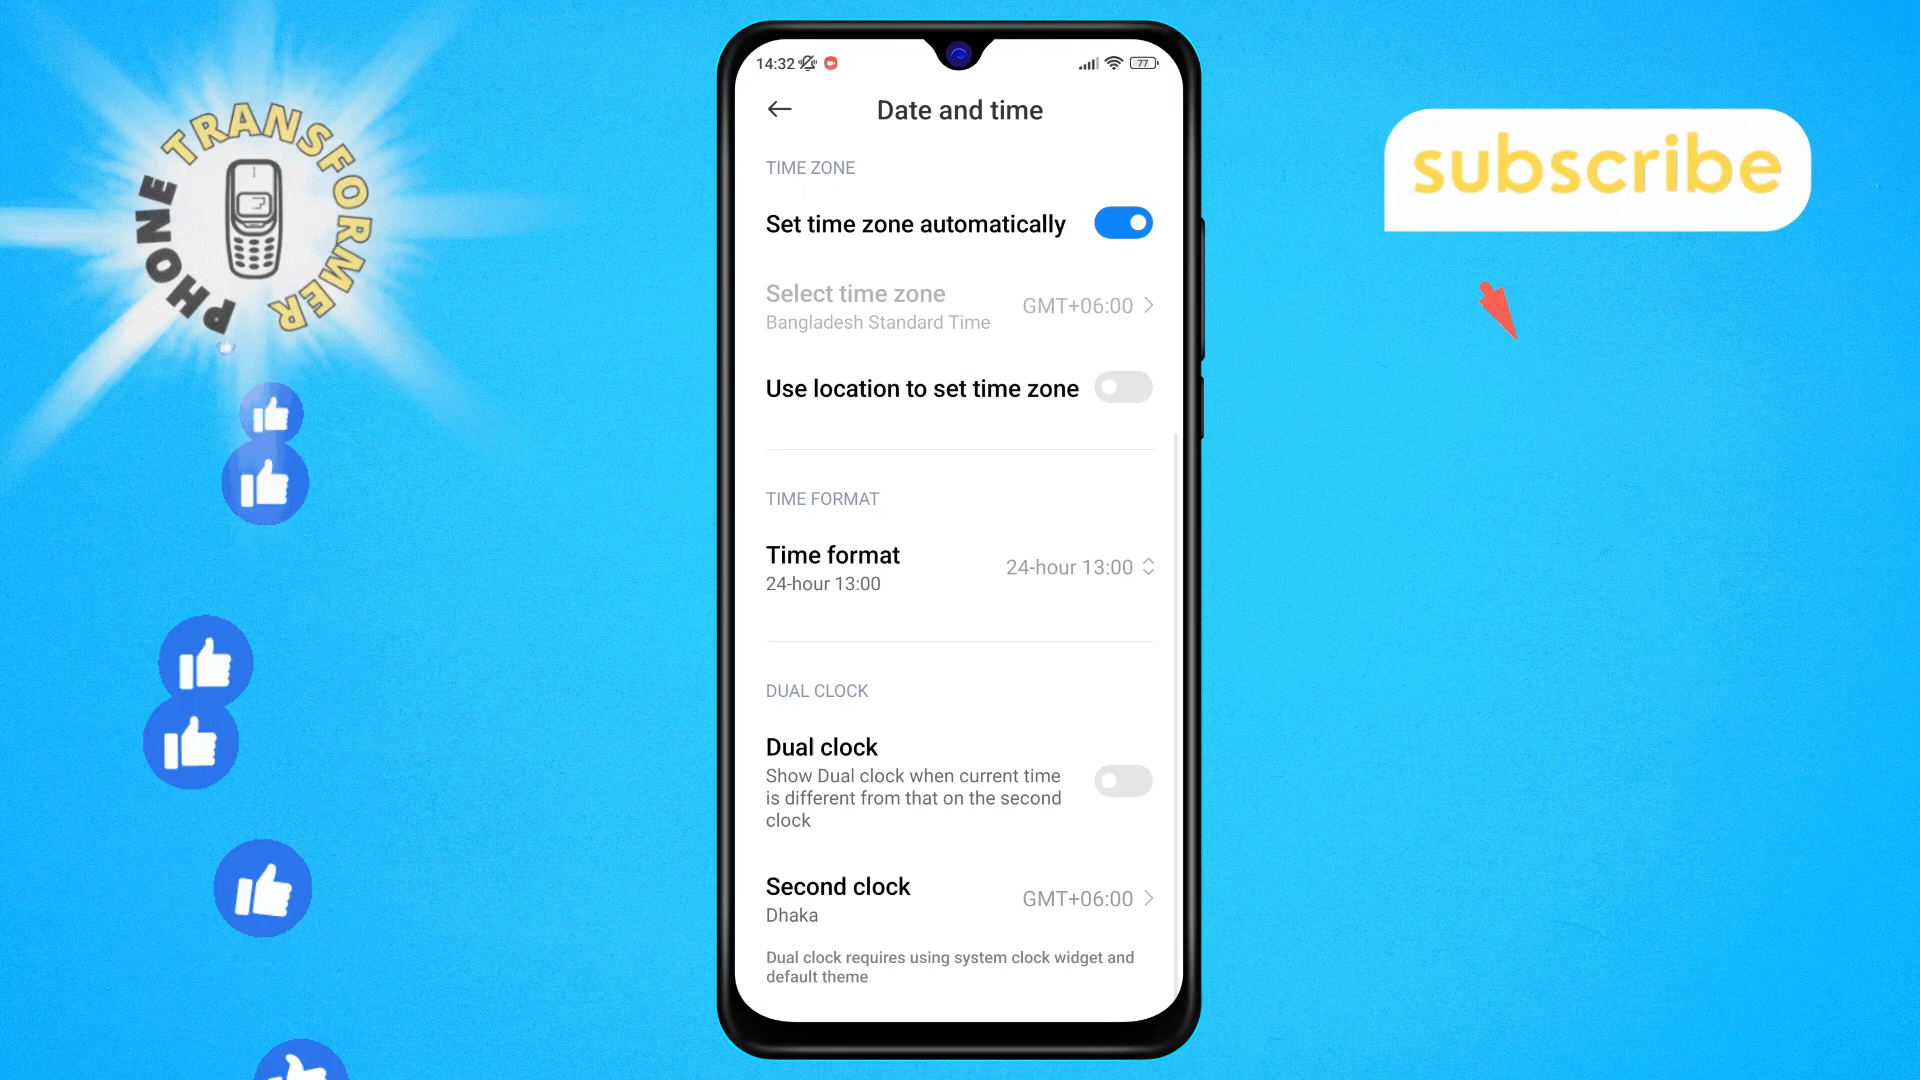 PHONE TRANSFORMER
subscribe
14:32
77
Date and time
TIME ZONE
Set time zone automatically
Select time zone
Bangladesh Standard Time
GMT+06:00
Use location to set time zone
TIME FORMAT
Time format
24-hour 13:00
24-hour 13:00
DUAL CLOCK
Dual clock
Show Dual clock when current time
is different from that on the second
clock
Second clock
Dhaka
GMT+06:00
Dual clock requires using system clock widget and
default theme